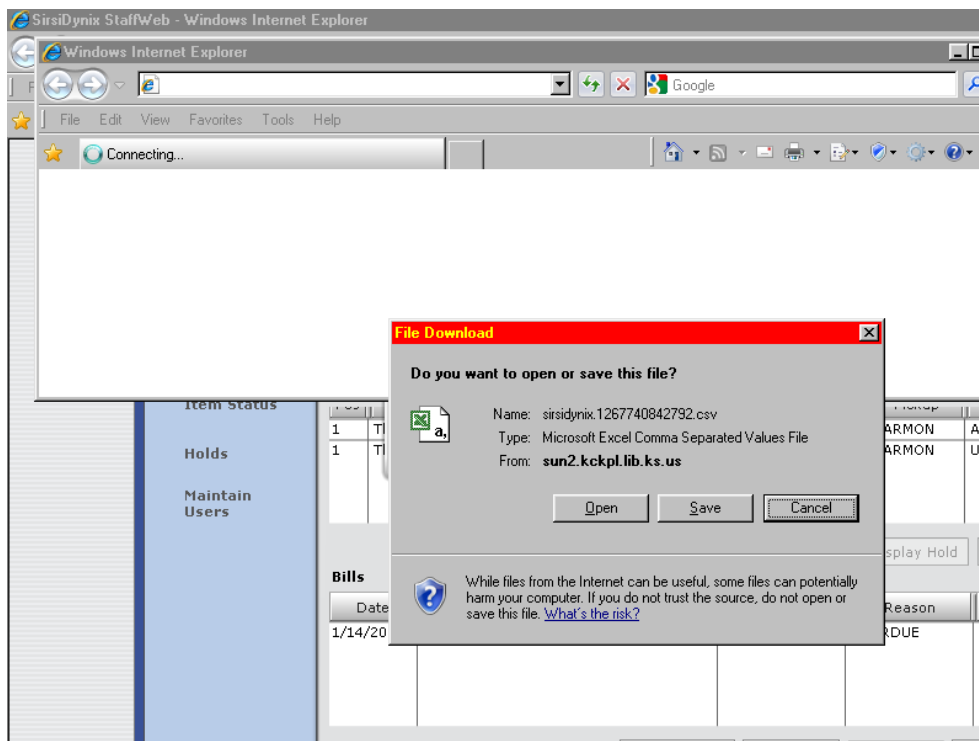 SirsiDynix StaffWeb - Windows Internet Explorer
Windows Internet Explorer
Google
File Edit View Favorites Tools Help
Connecting...
File Download
Do you want to open or save this file?
Name: sirsidynix.1267740842792.csv
Type: Microsoft Excel Comma Separated Values File
From: sun2.kckpl.lib.ks.us
Open Save Cancel
While files from the Internet can be useful, some files can potentially
harm your computer. If you do not trust the source, do not open or
save this file. What's the risk?
Item Status
Holds
Maintain
Users
1 ARMON
1 ARMON
splay Hold
Bills
Date Reason
1/14/20 RDUE